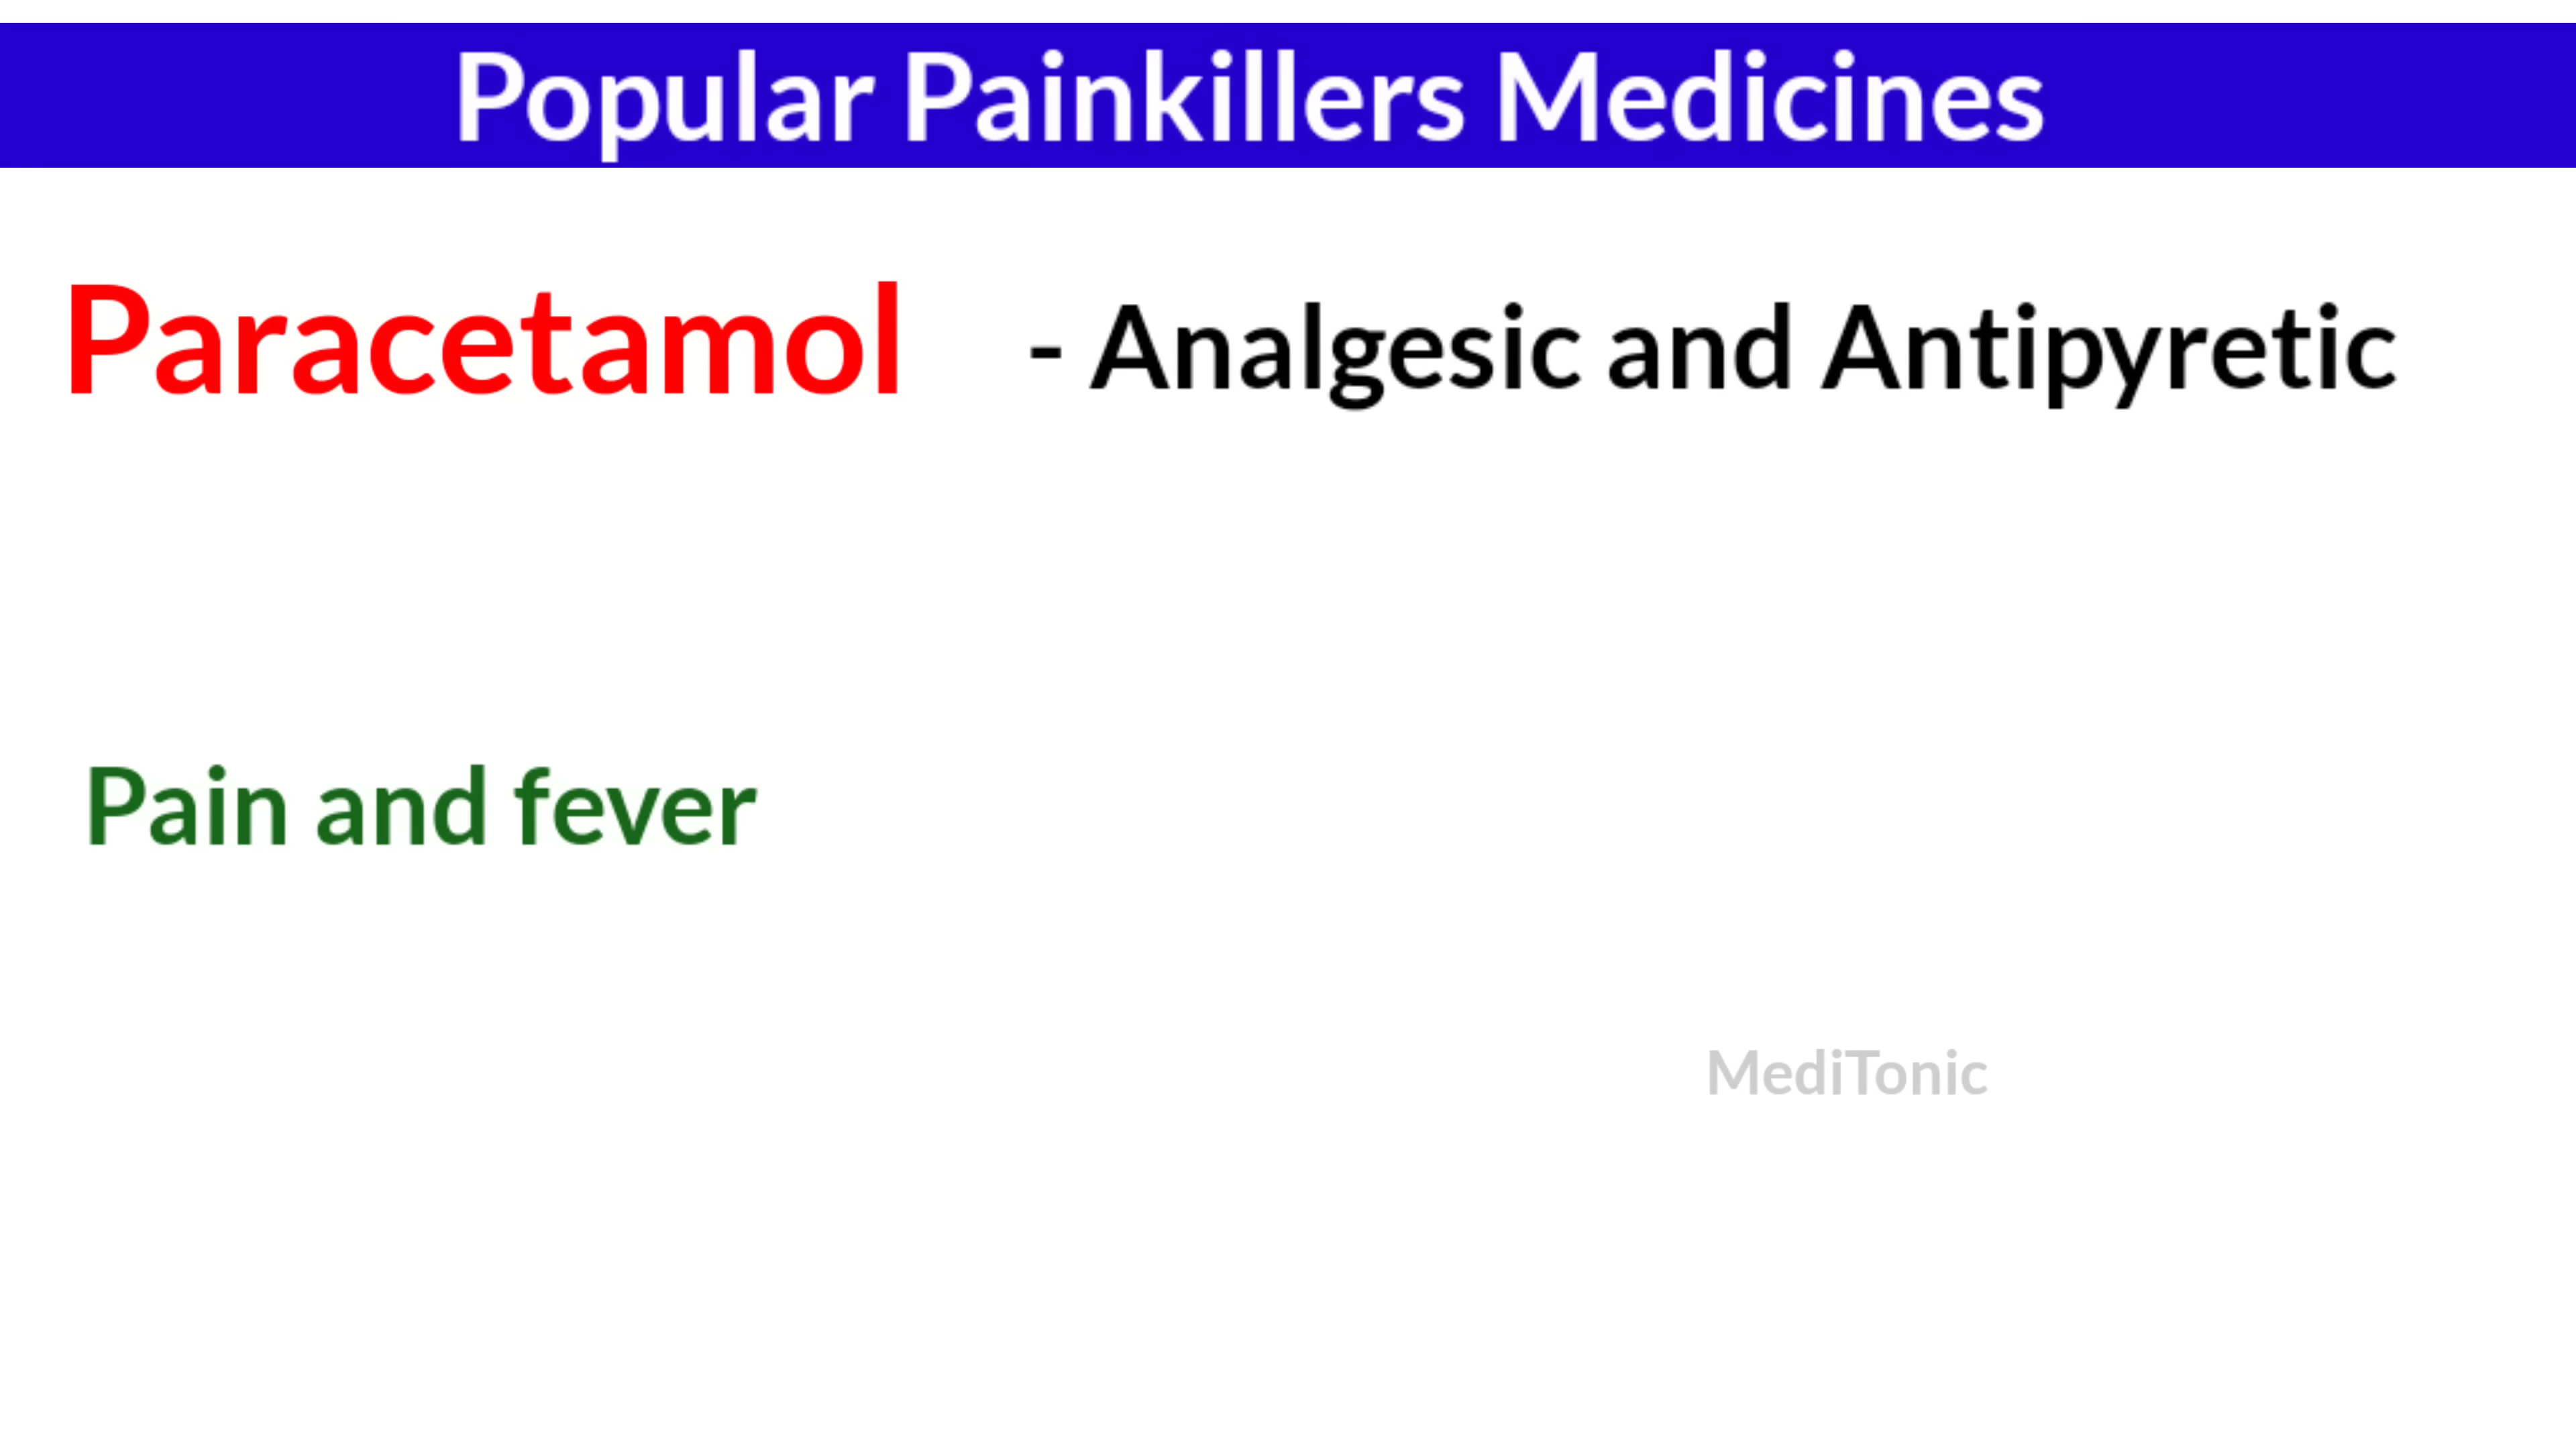 Popular Painkillers Medicines
Paracetamol - Analgesic and Antipyretic
Pain and fever
MediTonic